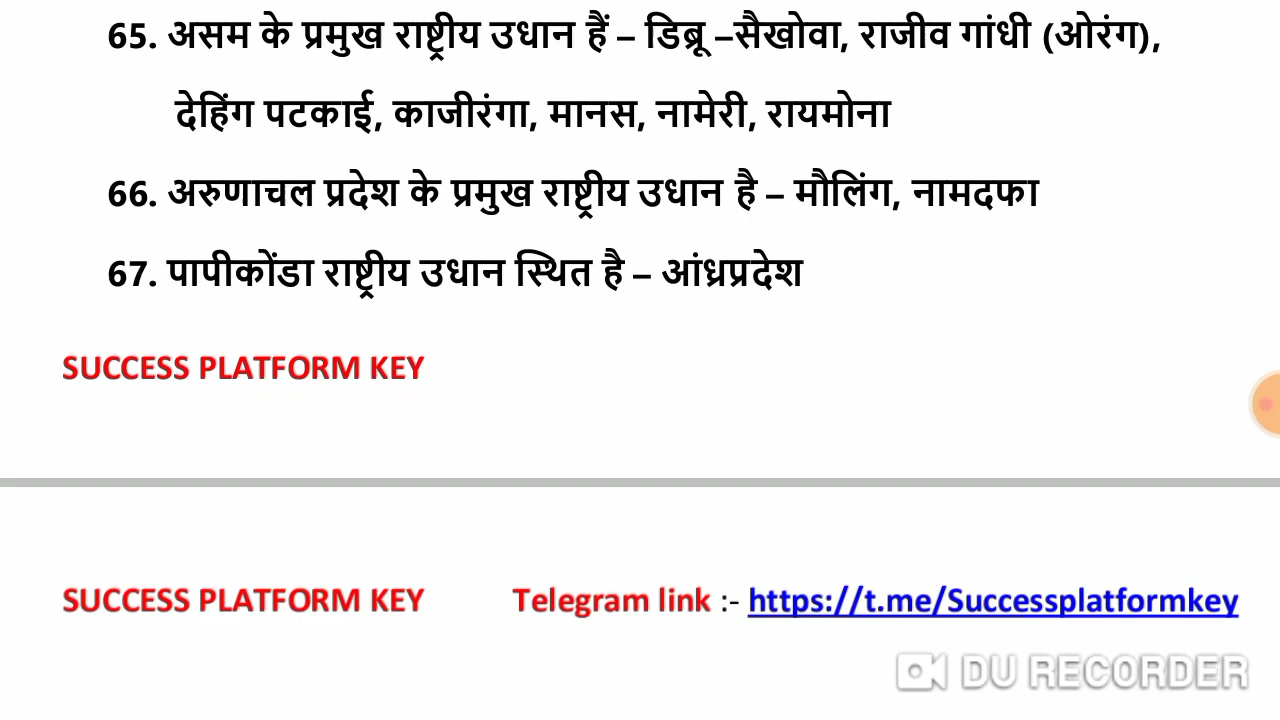 65. असम के प्रमुख राष्ट्रीय उधान हैं – डिब्रू –सैखोवा, राजीव गांधी (ओरंग),
देहिंग पटकाई, काजीरंगा, मानस, नामेरी, रायमोना
66. अरुणाचल प्रदेश के प्रमुख राष्ट्रीय उधान है – मौलिंग, नामदफा
67. पापीकोंडा राष्ट्रीय उधान स्थित है – आंध्रप्रदेश
SUCCESS PLATFORM KEY
SUCCESS PLATFORM KEY Telegram link :- https://t.me/Successplatformkey
DU RECORDER